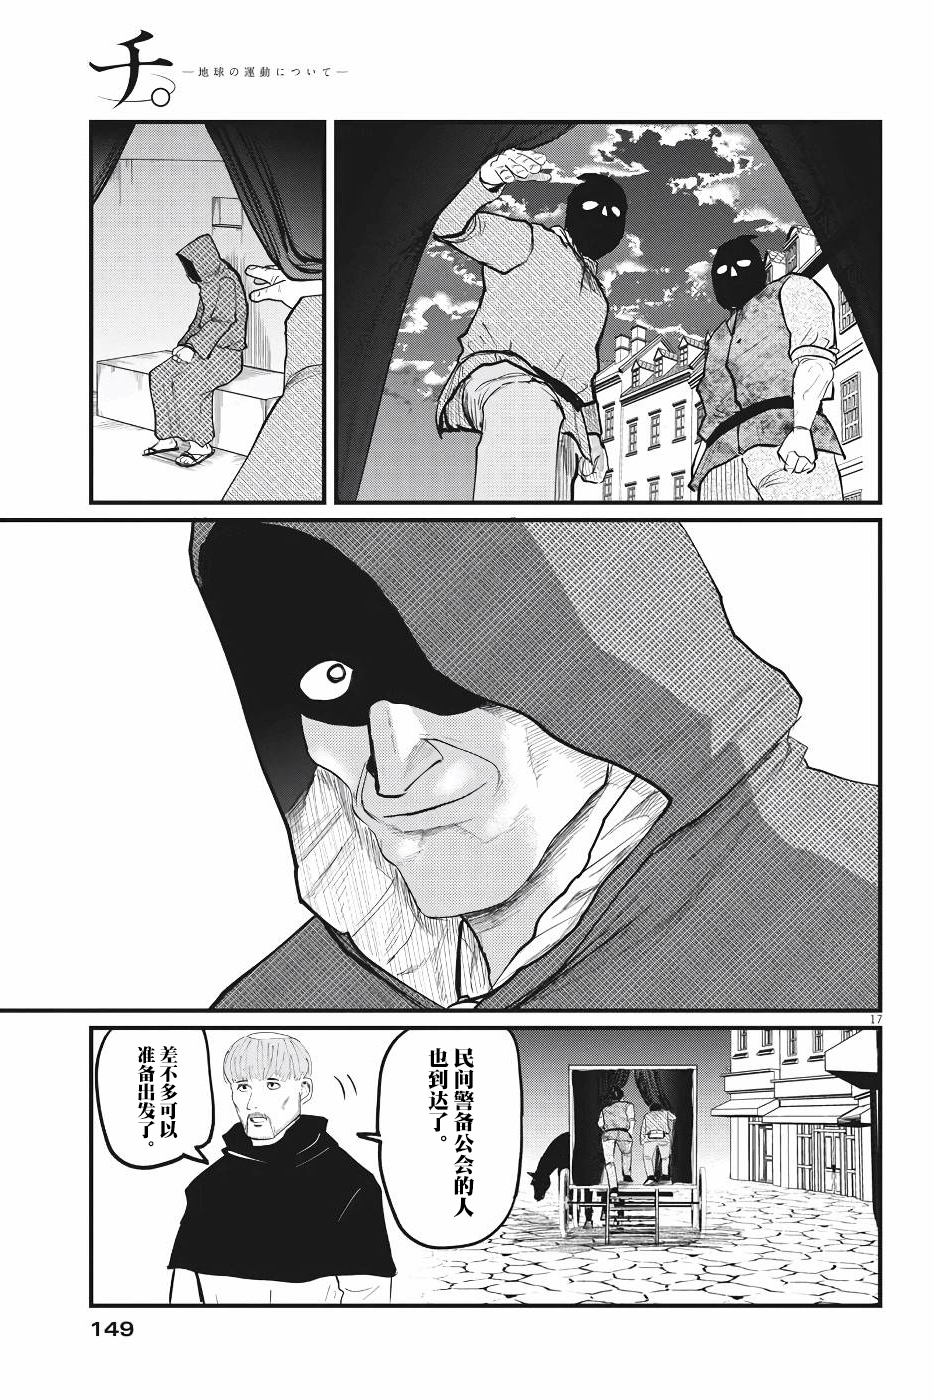 チ。
―地球の運動について―
17
民间警备公会的人
也到达了。
差不多可以
准备出发了。
149